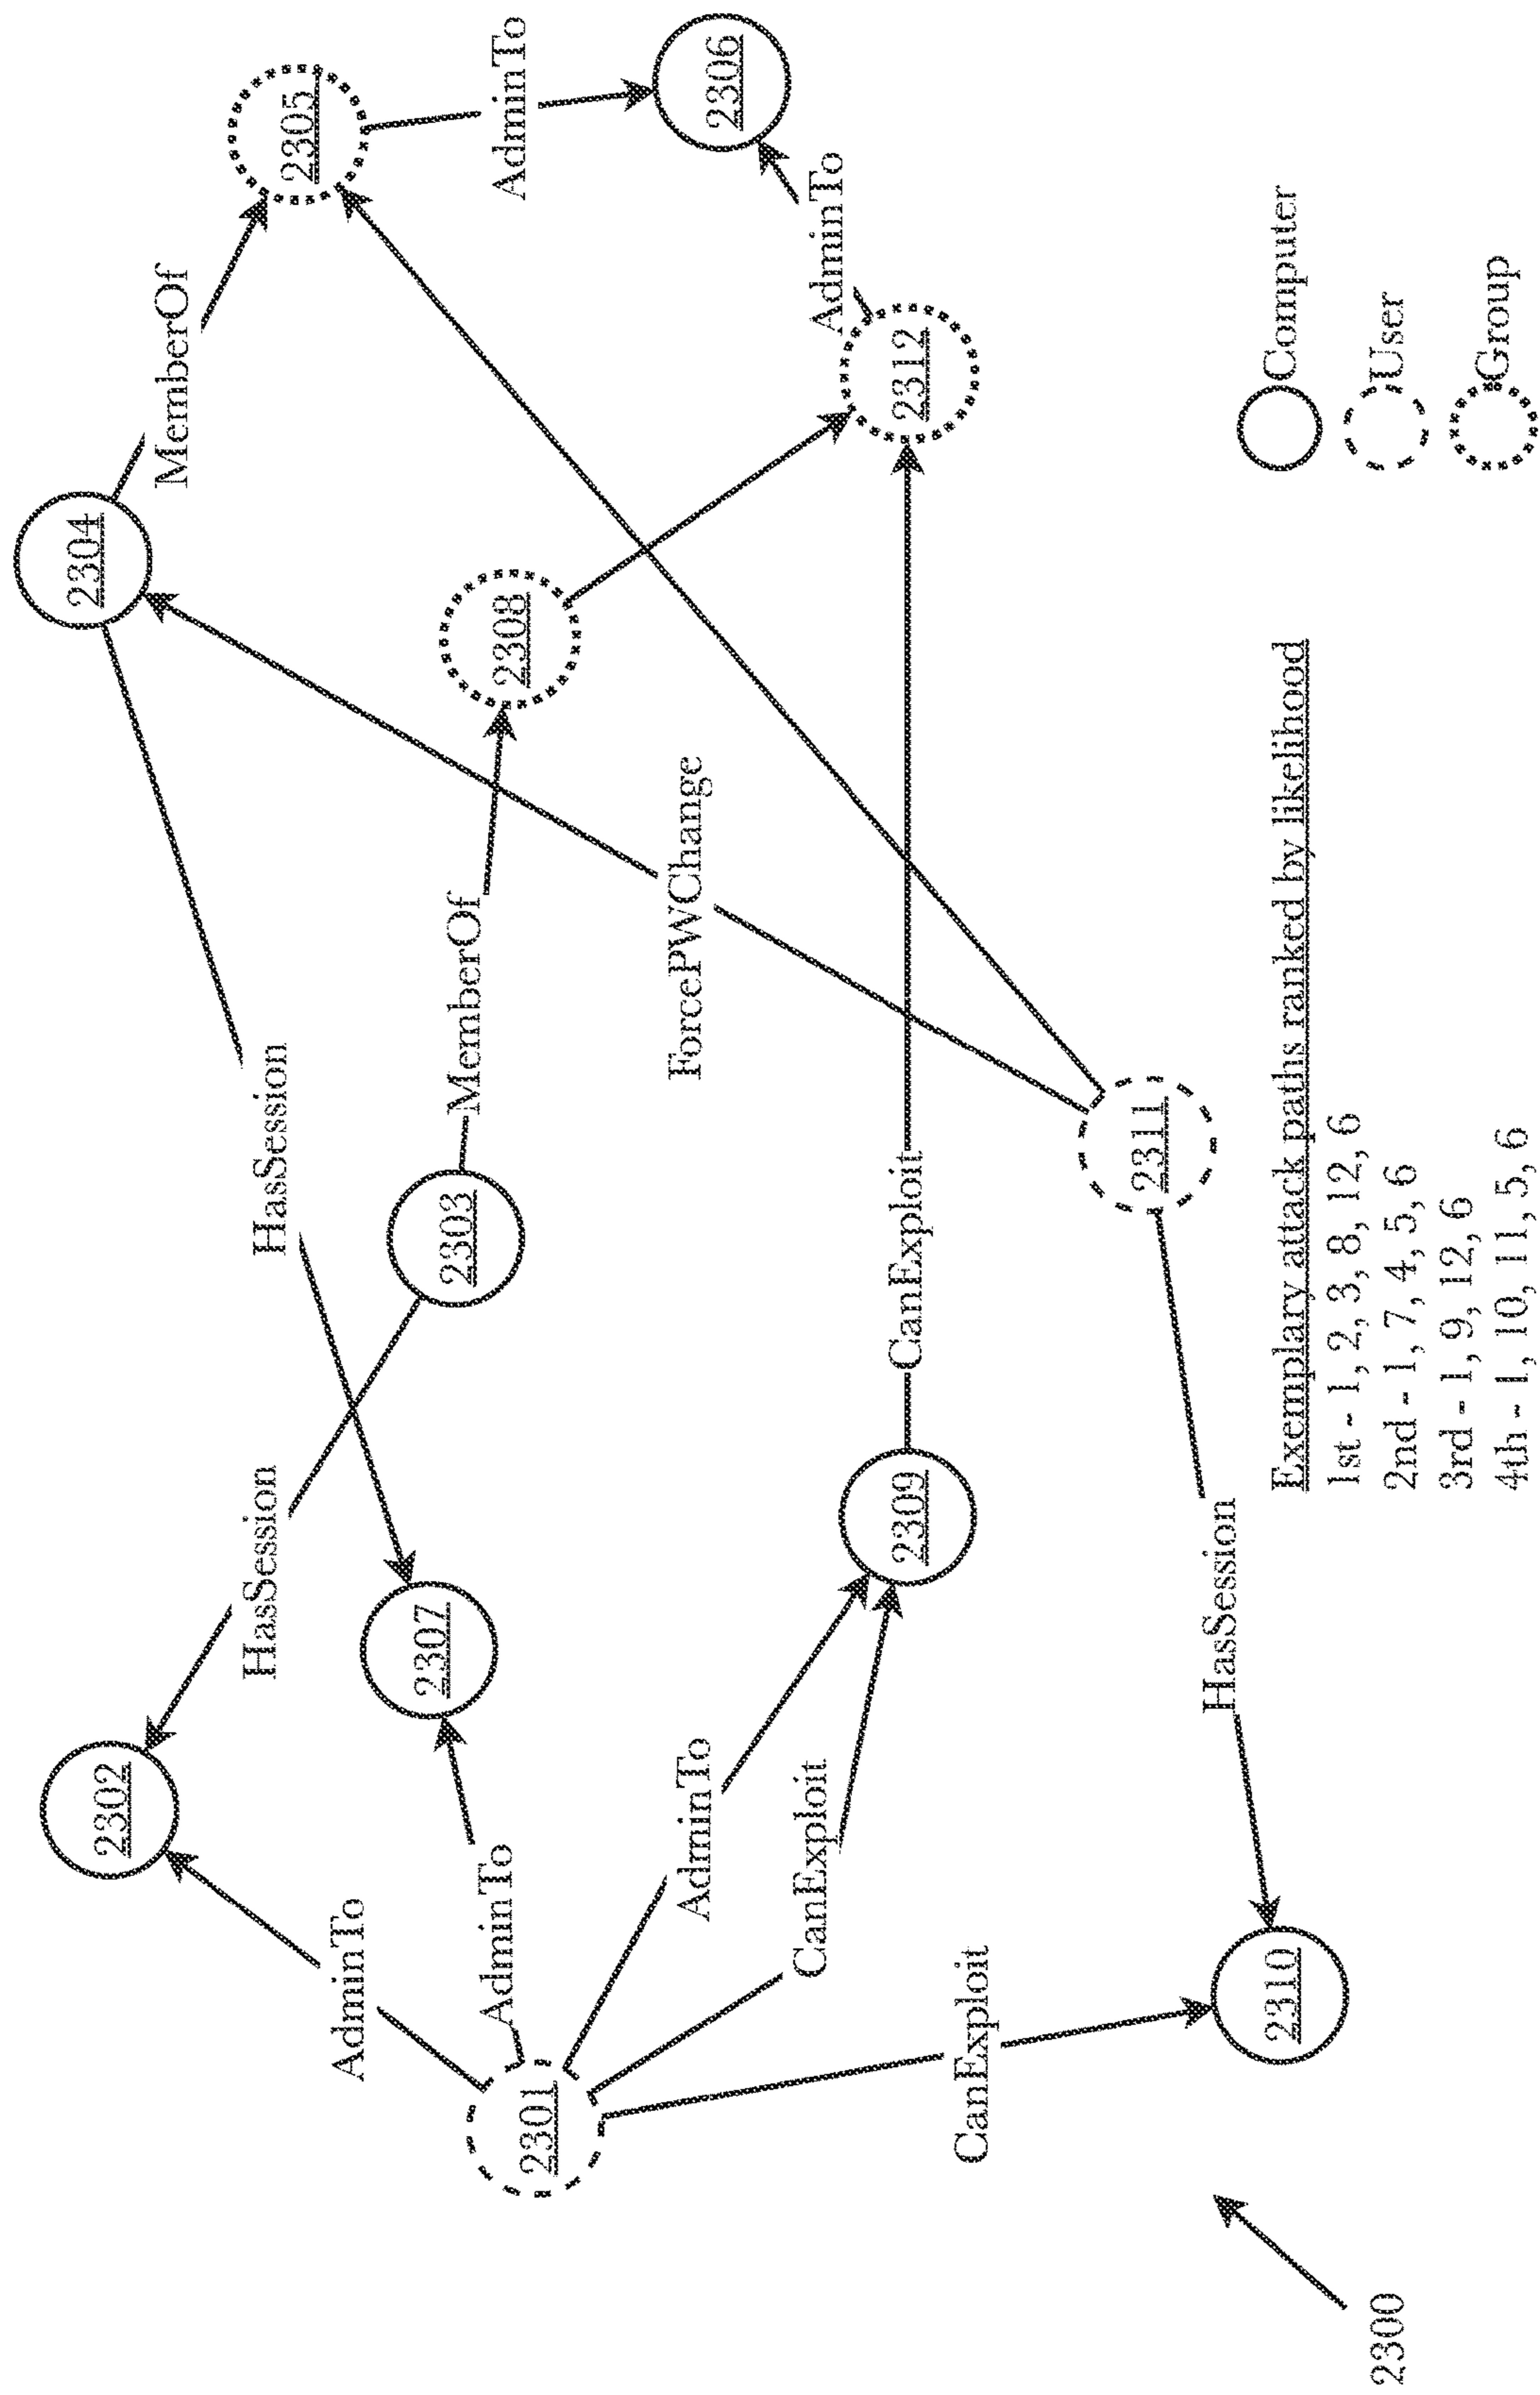 2302
HasSession
HasSession
2304
MemberOf
2305
AdminTo
AdminTo
2307
2303
MemberOf
2308
AdminTo
2306
2301
AdminTo
AdminTo
CanExploit
2309
CanExploit
ForcePWChange
2312
AdminTo
CanExploit
2310
HasSession
2311
2300
Exemplary attack paths ranked by likelihood
1st - 1, 2, 3, 8, 12, 6
2nd - 1, 7, 4, 5, 6
3rd - 1, 9, 12, 6
4th - 1, 10, 11, 5, 6
Computer
User
Group